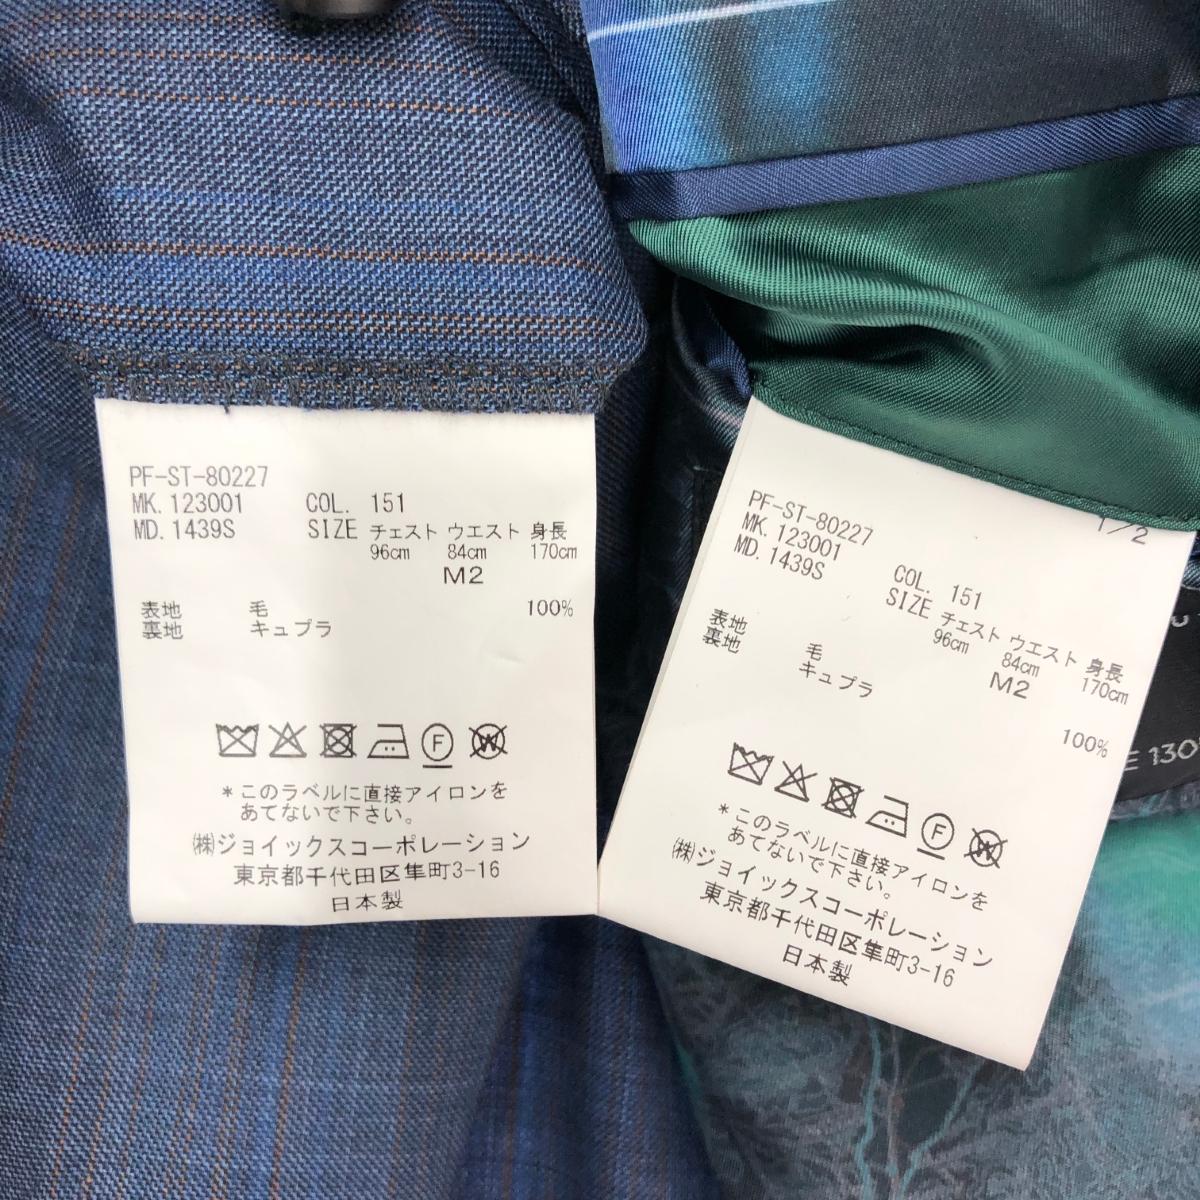 PF-ST-80227
MK. 123001 COL. 151
MD. 1439S SIZE チェスト ウエスト 身長
96cm 84cm 170cm
M2
表地 毛 100%
裏地 キュプラ
F W
*このラベルに直接アイロンを
あてないで下さい。
㈱ジョイックスコーポレーション
東京都千代田区隼町3-16
日本製
1/2
PF-ST-80227
MK. 123001 COL. 151
MD. 1439S SIZE チェスト ウエスト 身長
96cm 84cm 170cm
M2
表地 毛 100%
裏地 キュプラ
F W
*このラベルに直接アイロンを
あてないで下さい。
㈱ジョイックスコーポレーション
東京都千代田区隼町3-16
日本製